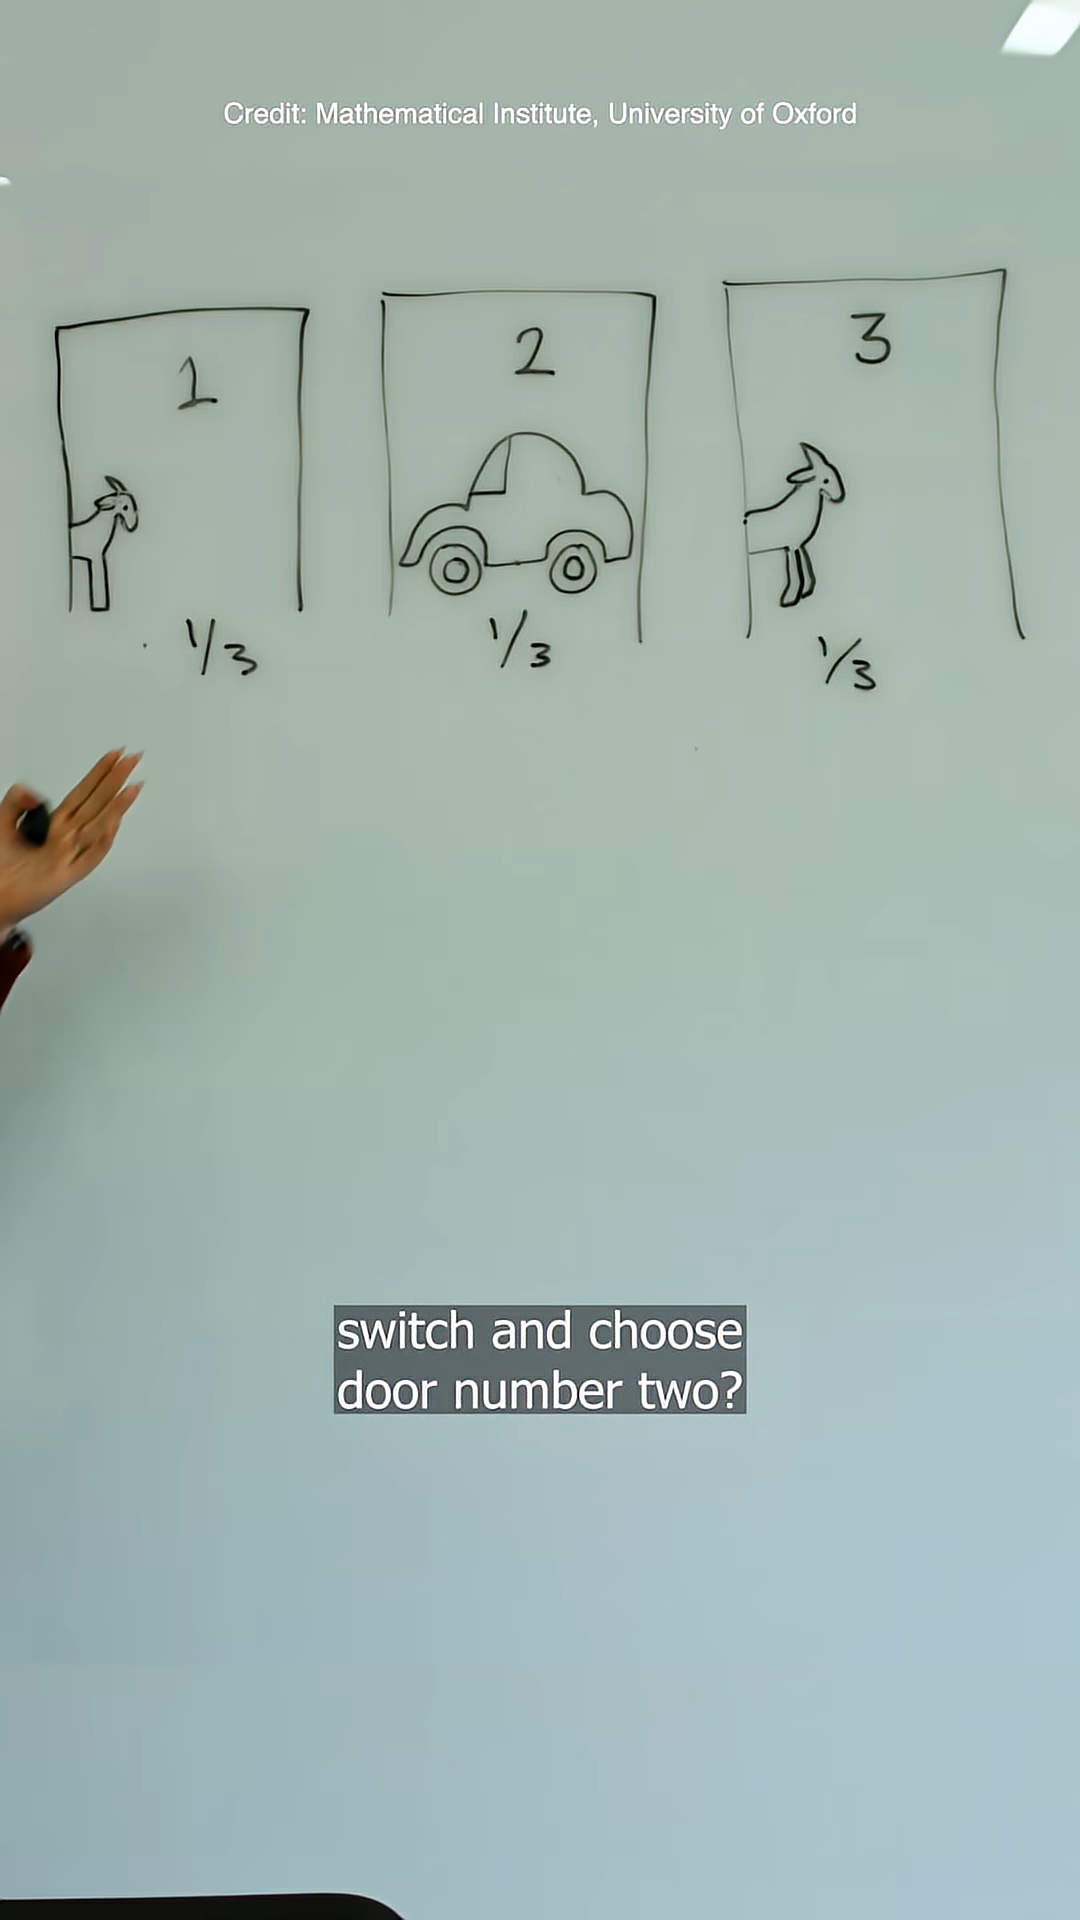 Credit: Mathematical Institute, University of Oxford
1 2 3
1/3 1/3 1/3
switch and choose
door number two?